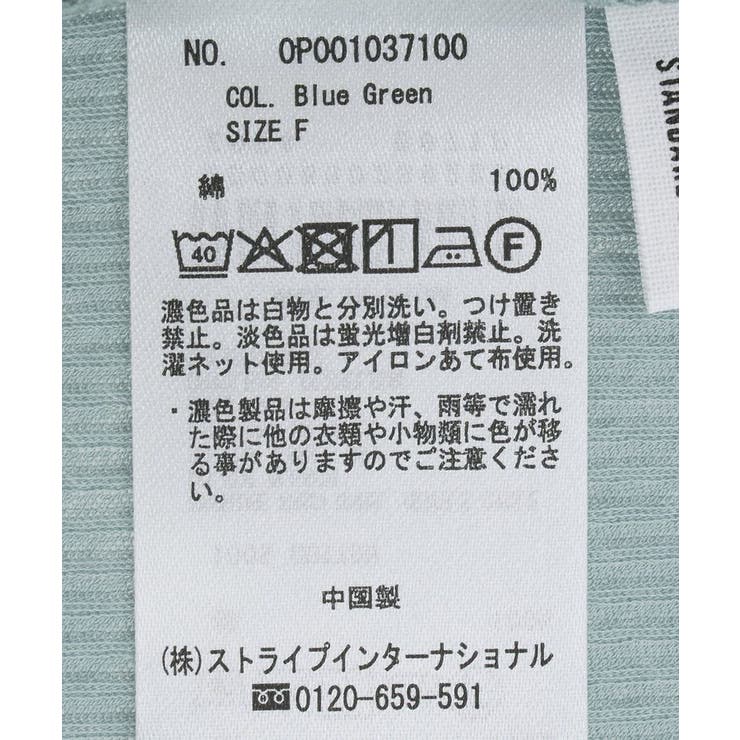 NO. OP001037100
COL. Blue Green
SIZE F
綿 100%
40 F
濃色品は白物と分別洗い。つけ置き
禁止。淡色品は蛍光増白剤禁止。洗
濯ネット使用。アイロンあて布使用。
・濃色製品は摩擦や汗、雨等で濡れ
た際に他の衣類や小物類に色が移
る事がありますのでご注意くださ
い。
中国製
(株)ストライプインターナショナル
0120-659-591